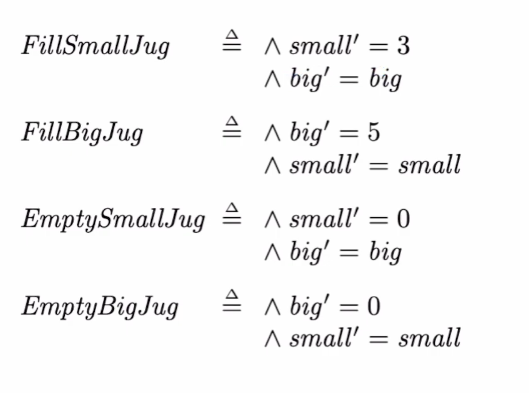 FillSmallJug ≜ ∧ small′ = 3
∧ big′ = big
FillBigJug ≜ ∧ big′ = 5
∧ small′ = small
EmptySmallJug ≜ ∧ small′ = 0
∧ big′ = big
EmptyBigJug ≜ ∧ big′ = 0
∧ small′ = small